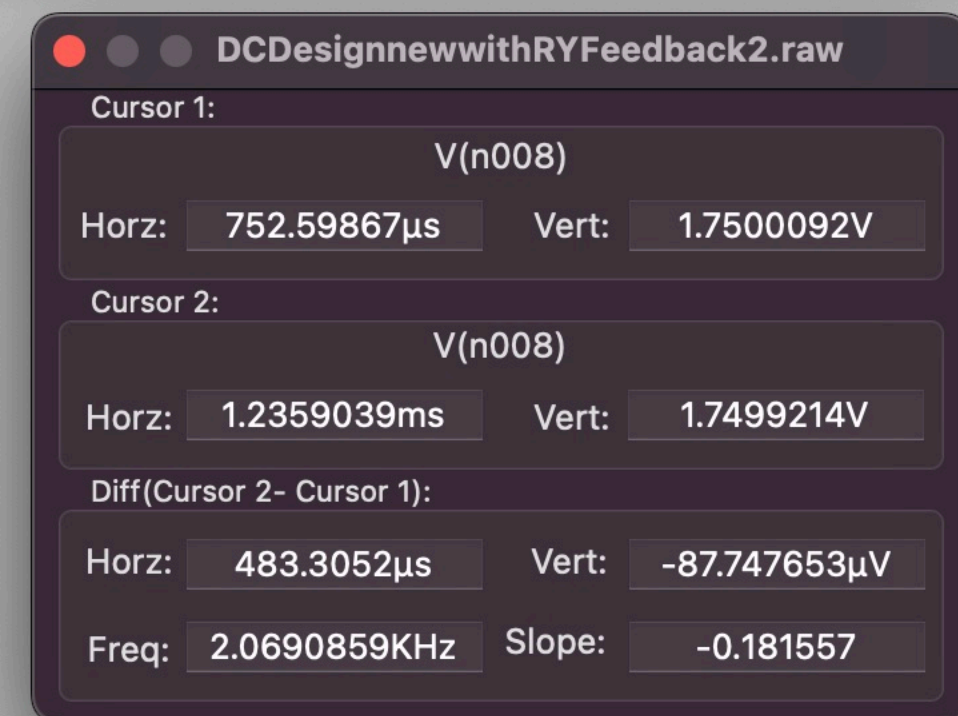 DCDesignnewwithRYFeedback2.raw
Cursor 1:
V(n008)
Horz: 752.59867µs Vert: 1.7500092V
Cursor 2:
V(n008)
Horz: 1.2359039ms Vert: 1.7499214V
Diff(Cursor 2- Cursor 1):
Horz: 483.3052µs Vert: -87.747653µV
Freq: 2.0690859KHz Slope: -0.181557